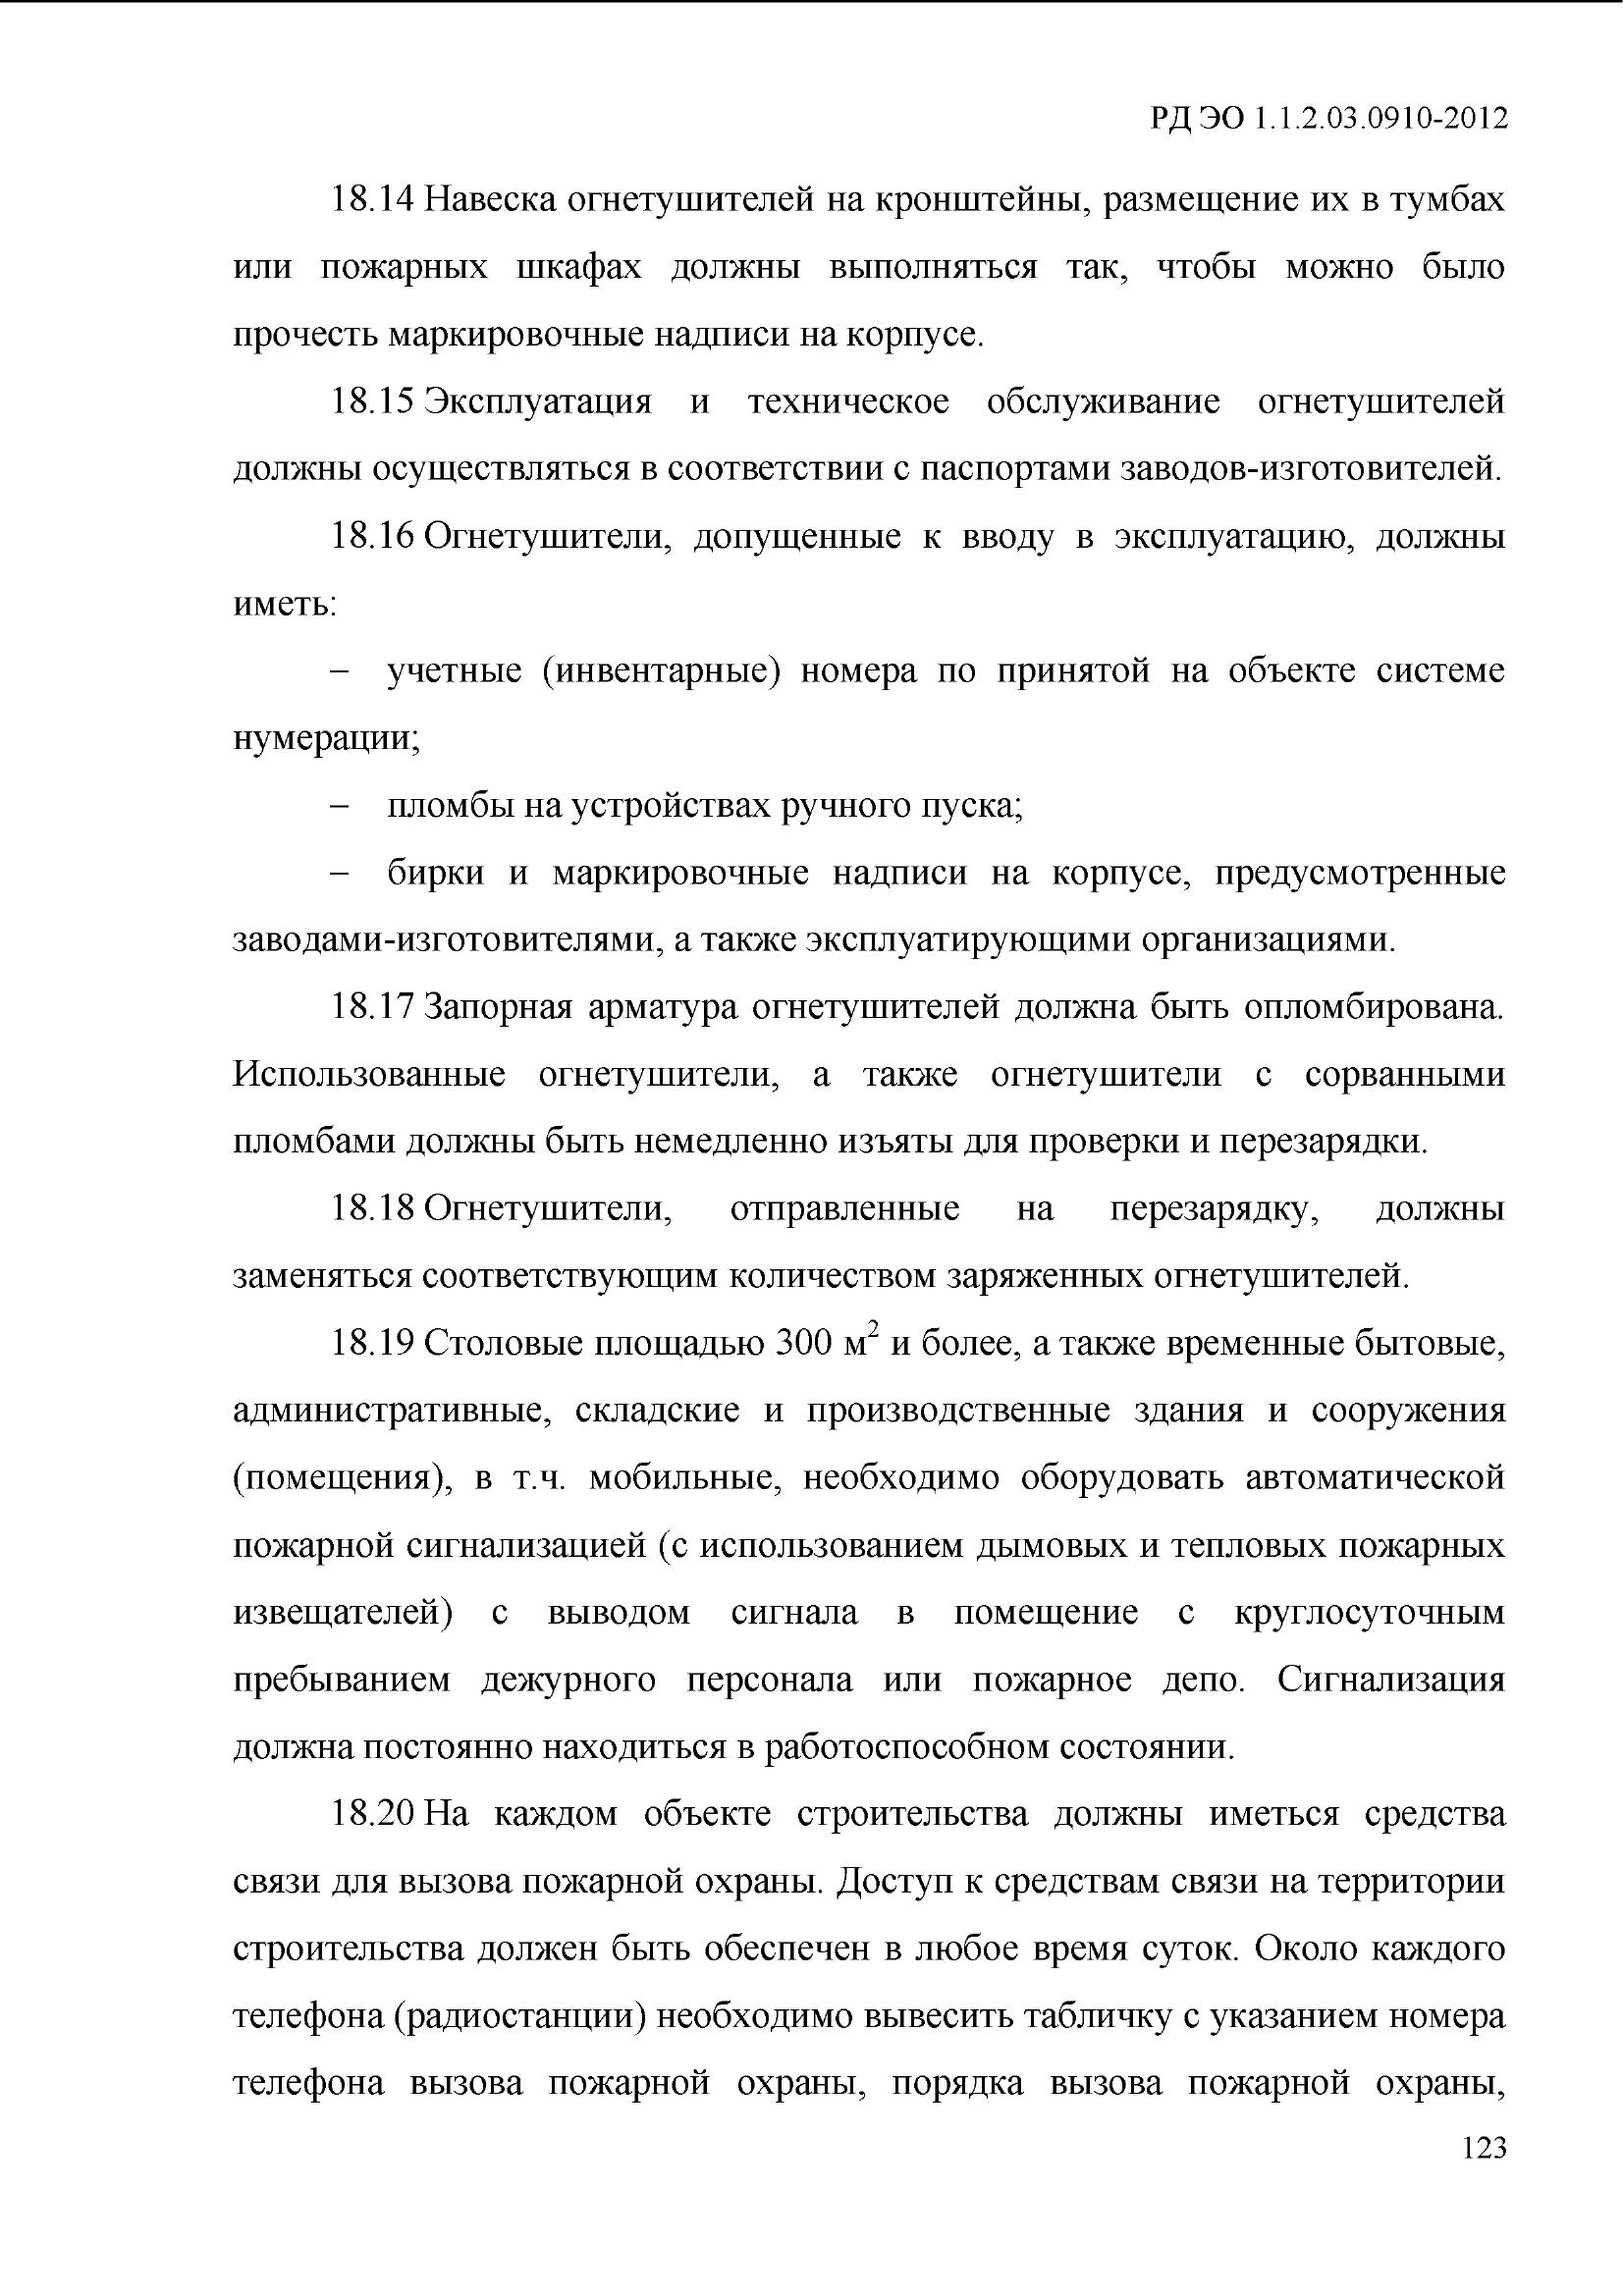 РД ЭО 1.1.2.03.0910-2012
18.14 Навеска огнетушителей на кронштейны, размещение их в тумбах
или пожарных шкафах должны выполняться так, чтобы можно было
прочесть маркировочные надписи на корпусе.
18.15 Эксплуатация и техническое обслуживание огнетушителей
должны осуществляться в соответствии с паспортами заводов-изготовителей.
18.16 Огнетушители, допущенные к вводу в эксплуатацию, должны
иметь:
– учетные (инвентарные) номера по принятой на объекте системе
нумерации;
– пломбы на устройствах ручного пуска;
– бирки и маркировочные надписи на корпусе, предусмотренные
заводами-изготовителями, а также эксплуатирующими организациями.
18.17 Запорная арматура огнетушителей должна быть опломбирована.
Использованные огнетушители, а также огнетушители с сорванными
пломбами должны быть немедленно изъяты для проверки и перезарядки.
18.18 Огнетушители, отправленные на перезарядку, должны
заменяться соответствующим количеством заряженных огнетушителей.
18.19 Столовые площадью 300 м² и более, а также временные бытовые,
административные, складские и производственные здания и сооружения
(помещения), в т.ч. мобильные, необходимо оборудовать автоматической
пожарной сигнализацией (с использованием дымовых и тепловых пожарных
извещателей) с выводом сигнала в помещение с круглосуточным
пребыванием дежурного персонала или пожарное депо. Сигнализация
должна постоянно находиться в работоспособном состоянии.
18.20 На каждом объекте строительства должны иметься средства
связи для вызова пожарной охраны. Доступ к средствам связи на территории
строительства должен быть обеспечен в любое время суток. Около каждого
телефона (радиостанции) необходимо вывесить табличку с указанием номера
телефона вызова пожарной охраны, порядка вызова пожарной охраны,
123